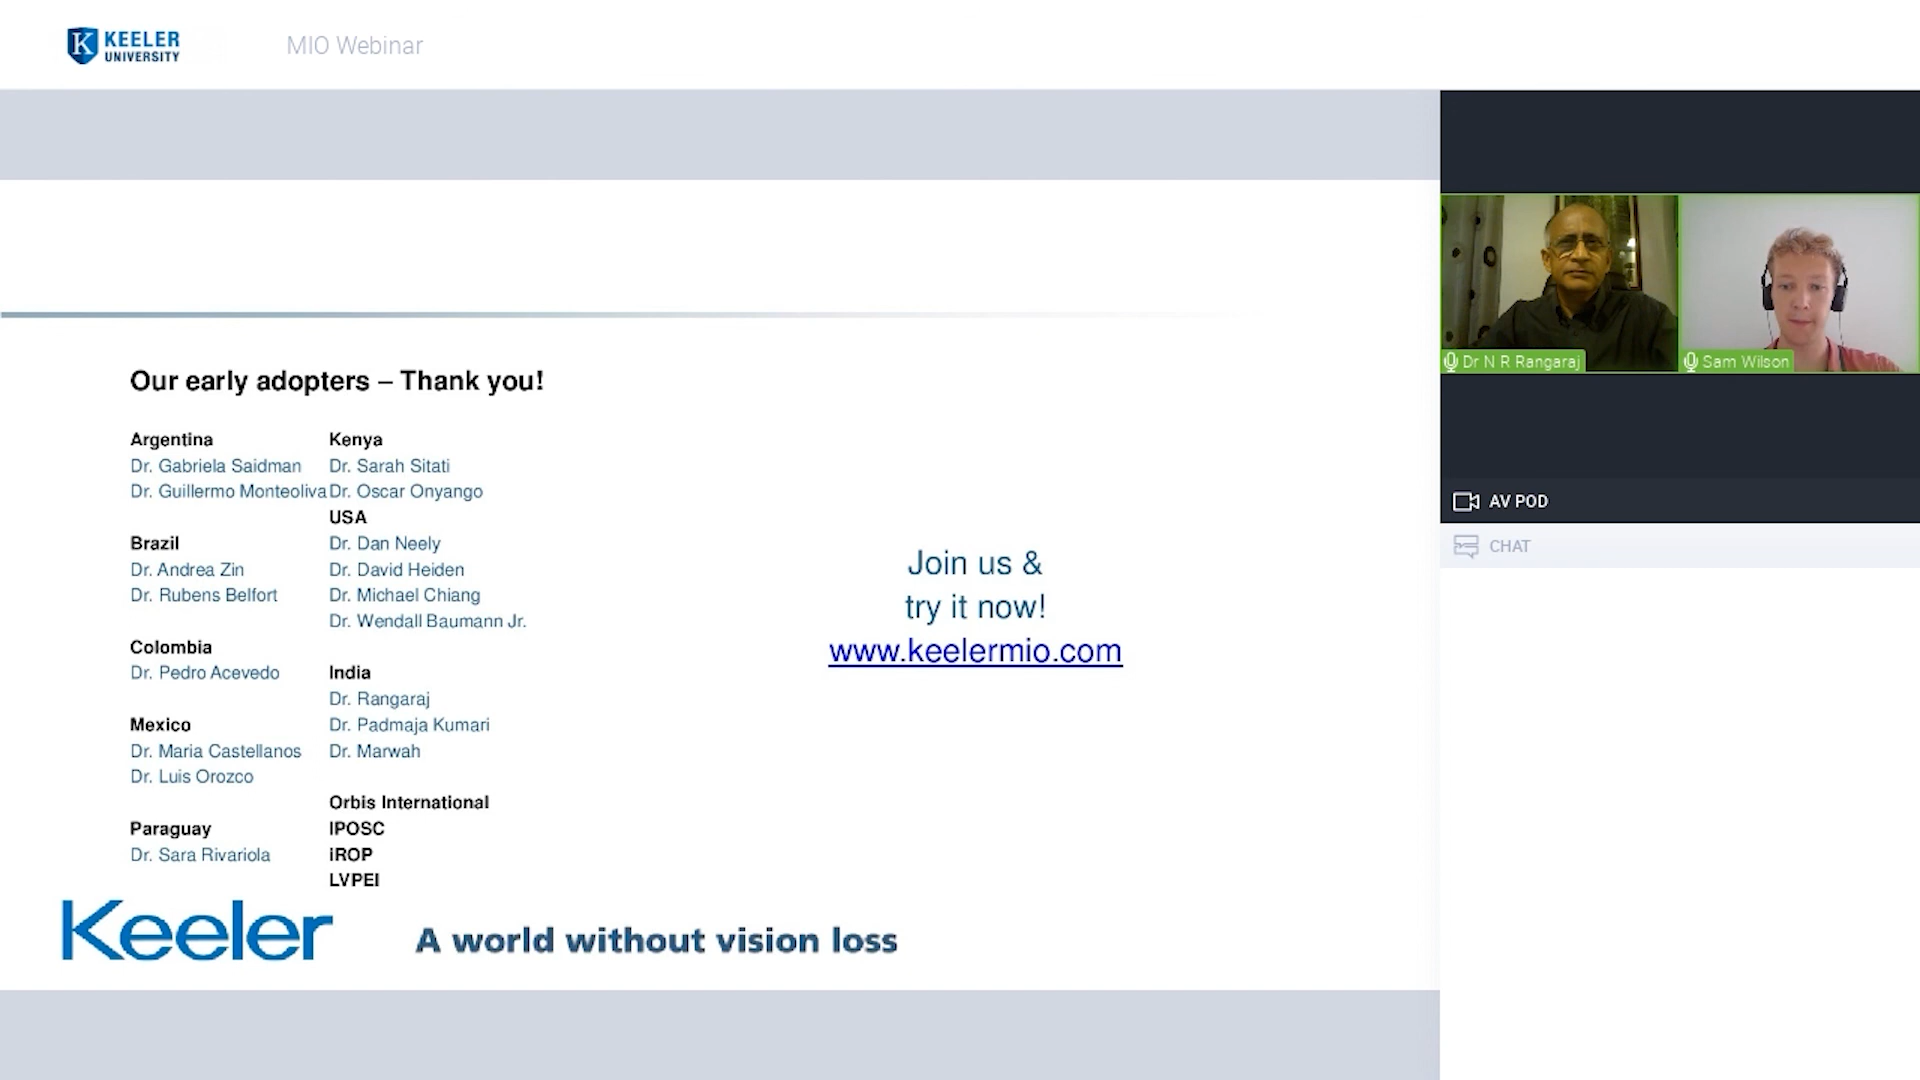 KEELER
UNIVERSITY
MIO Webinar
Our early adopters – Thank you!
Argentina
Dr. Gabriela Saidman
Dr. Guillermo Monteoliva
Brazil
Dr. Andrea Zin
Dr. Rubens Belfort
Colombia
Dr. Pedro Acevedo
Mexico
Dr. Maria Castellanos
Dr. Luis Orozco
Paraguay
Dr. Sara Rivariola
Kenya
Dr. Sarah Sitati
Dr. Oscar Onyango
USA
Dr. Dan Neely
Dr. David Heiden
Dr. Michael Chiang
Dr. Wendall Baumann Jr.
India
Dr. Rangaraj
Dr. Padmaja Kumari
Dr. Marwah
Orbis International
IPOSC
iROP
LVPEI
Join us &
try it now!
www.keelermio.com
Keeler
A world without vision loss
Dr N R Rangaraj
Sam Wilson
AV POD
CHAT